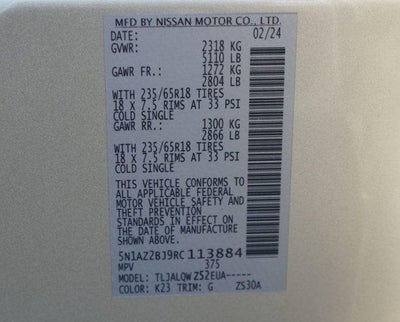 MFD BY NISSAN MOTOR CO., LTD.
DATE: 02/24
GVWR: 2318 KG
5110 LB
GAWR FR.: 1272 KG
2804 LB
WITH 235/65R18 TIRES
18 X 7.5 RIMS AT 33 PSI
COLD SINGLE
GAWR RR.: 1300 KG
2866 LB
WITH 235/65R18 TIRES
18 X 7.5 RIMS AT 33 PSI
COLD SINGLE
THIS VEHICLE CONFORMS TO
ALL APPLICABLE FEDERAL
MOTOR VEHICLE SAFETY AND
THEFT PREVENTION
STANDARDS IN EFFECT ON
THE DATE OF MANUFACTURE
SHOWN ABOVE.
5N1AZ2BJ9RC113884
MPV 375
MODEL: TLJALQWZ52EUA-----
COLOR: K23 TRIM: G ZS30A